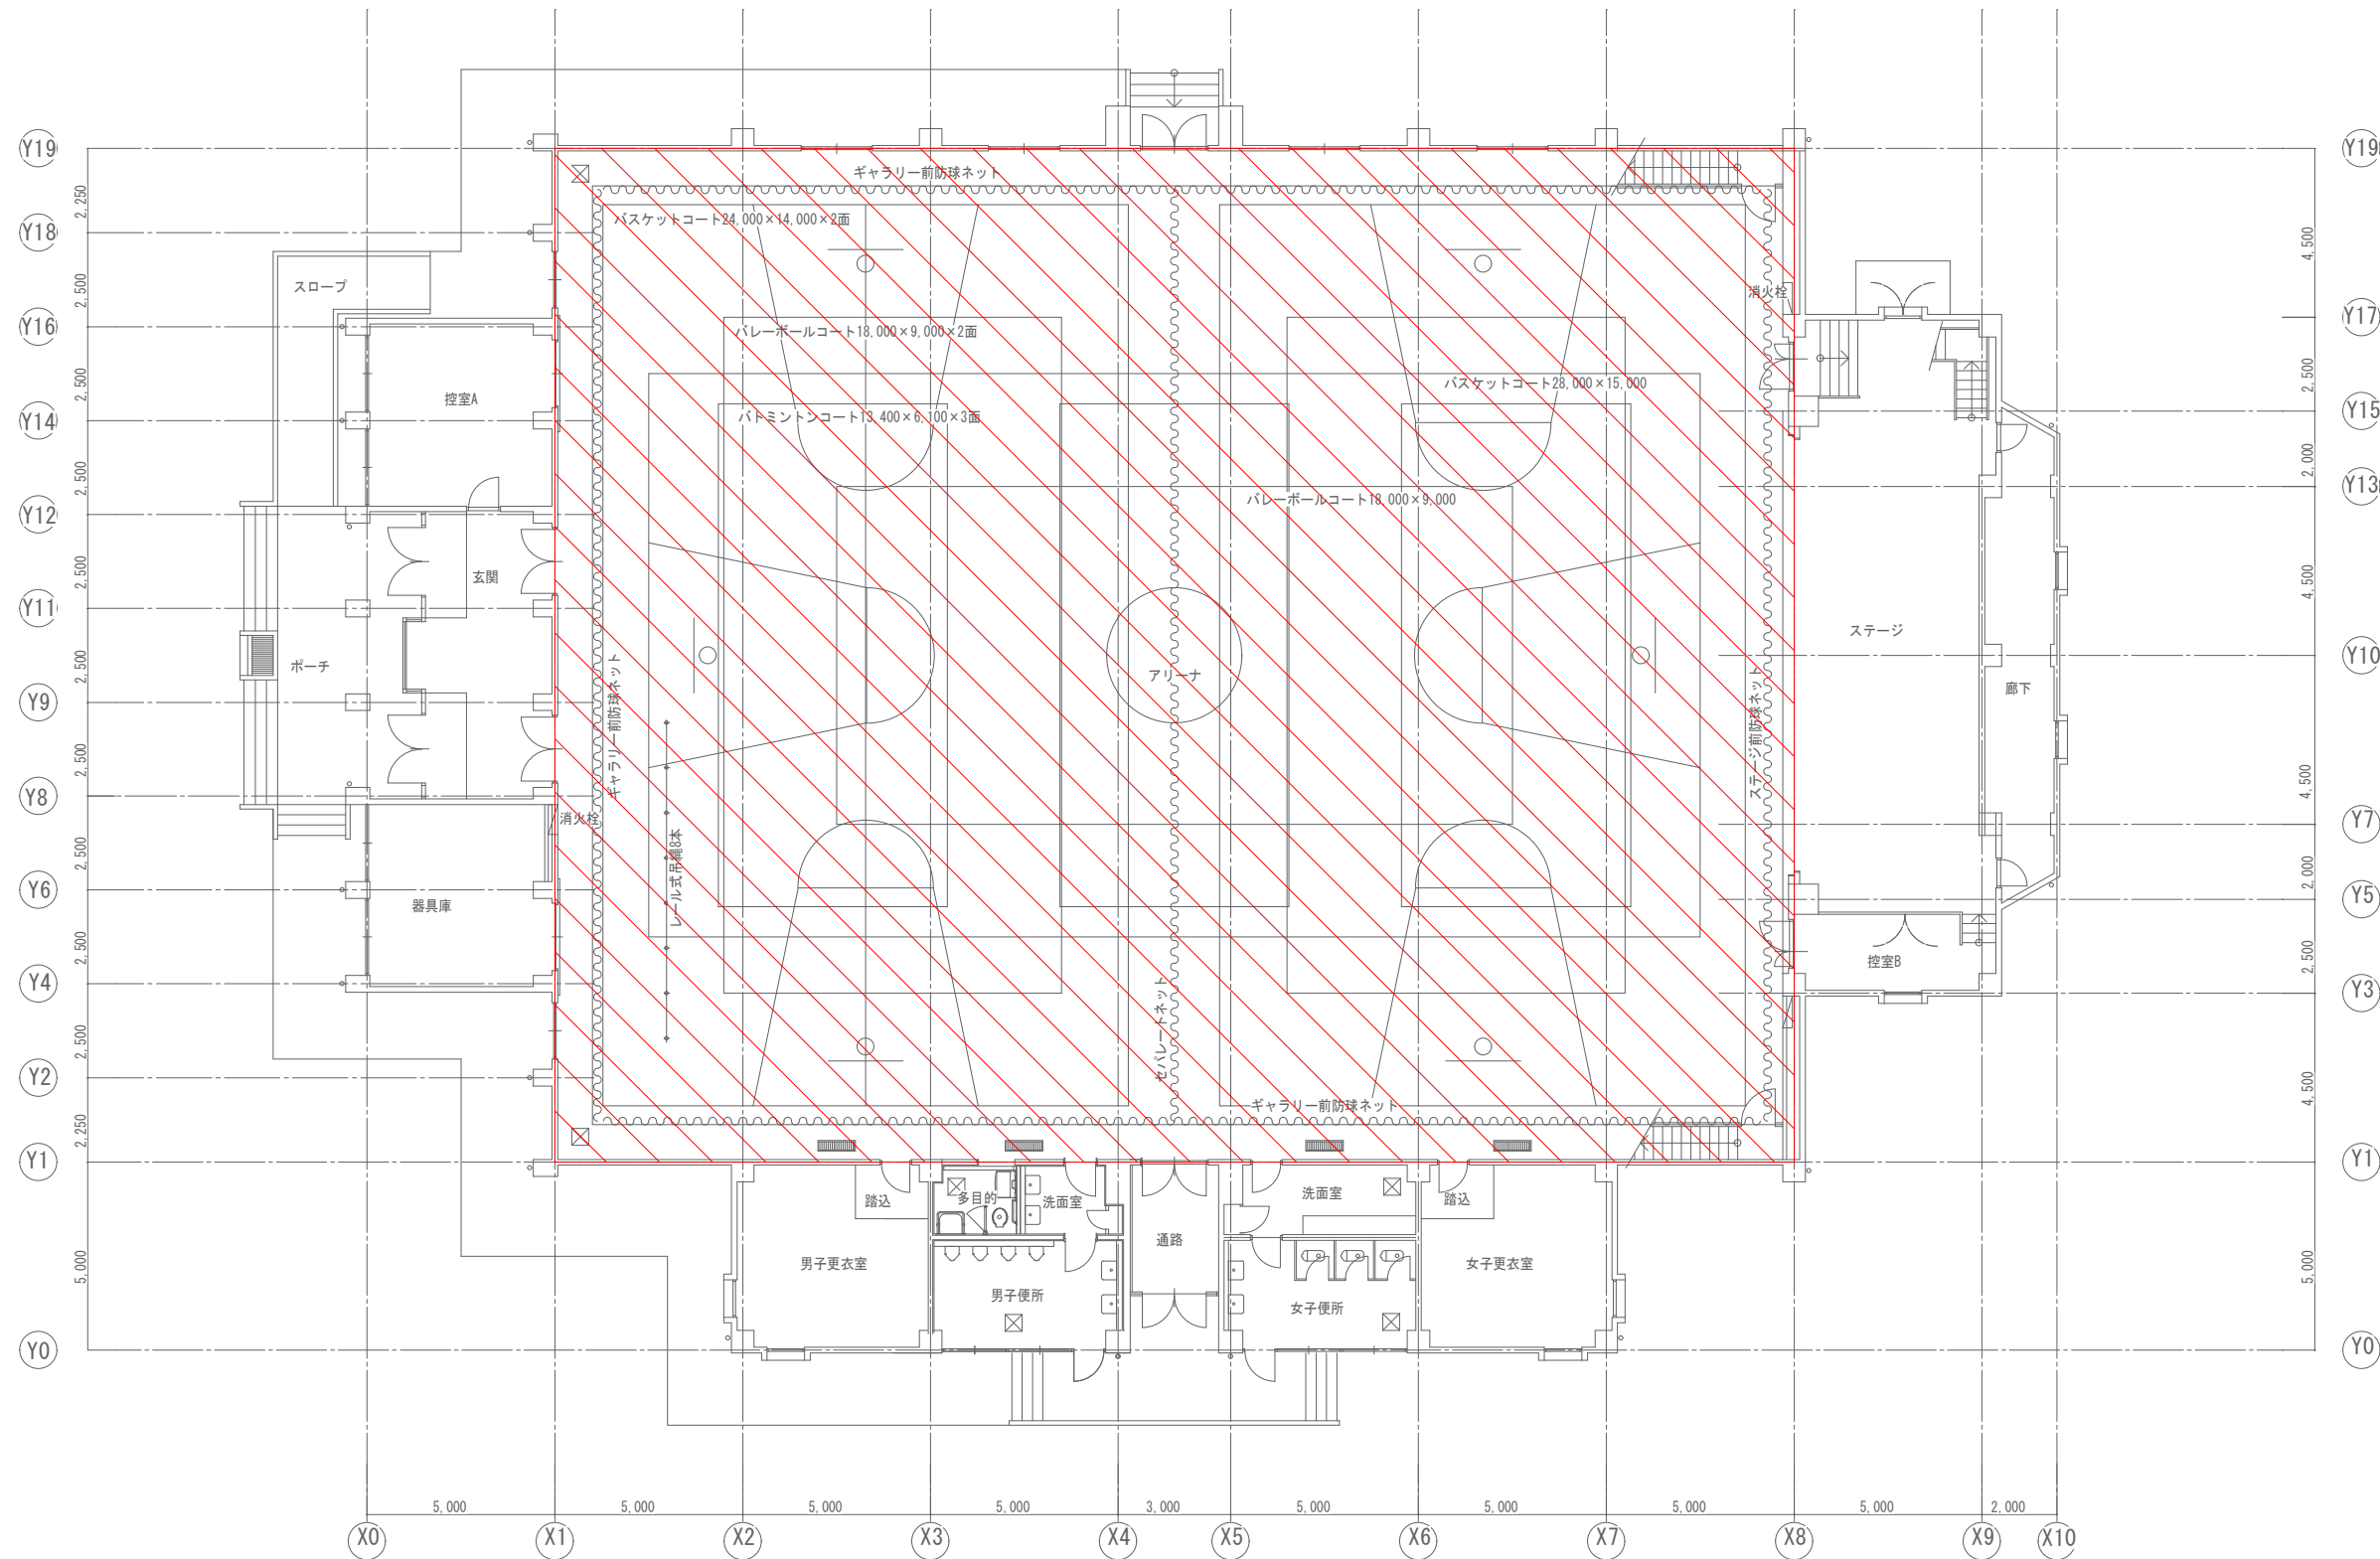 Y19
Y19
2,250
ギャラリー前防球ネット
バスケットコート24,000×14,000×2面
Y18
4,500
2,500
スロープ
消火栓
Y16
Y17
バレーボールコート18,000×9,000×2面
2,500
控室A
バスケットコート28,000×15,000
2,500
Y14
バトミントンコート13,400×6,100×3面
Y15
2,500
2,000
バレーボールコート18,000×9,000
Y13
Y12
2,500
玄関
4,500
Y11
ステージ
2,500
ポーチ
ギャラリー前防球ネット
アリーナ
ステージ前防球ネット
Y10
廊下
Y9
2,500
4,500
Y8
消火栓
Y7
2,500
レール式吊縄8本
2,000
Y6
器具庫
Y5
2,500
控室B
2,500
Y4
Y3
2,500
セパレートネット
4,500
Y2
ギャラリー前防球ネット
2,250
Y1
Y1
踏込
多目的
洗面室
洗面室
踏込
5,000
男子更衣室
通路
女子更衣室
5,000
男子便所
女子便所
Y0
Y0
5,000
5,000
5,000
5,000
3,000
5,000
5,000
5,000
5,000
2,000
X0
X1
X2
X3
X4
X5
X6
X7
X8
X9
X10